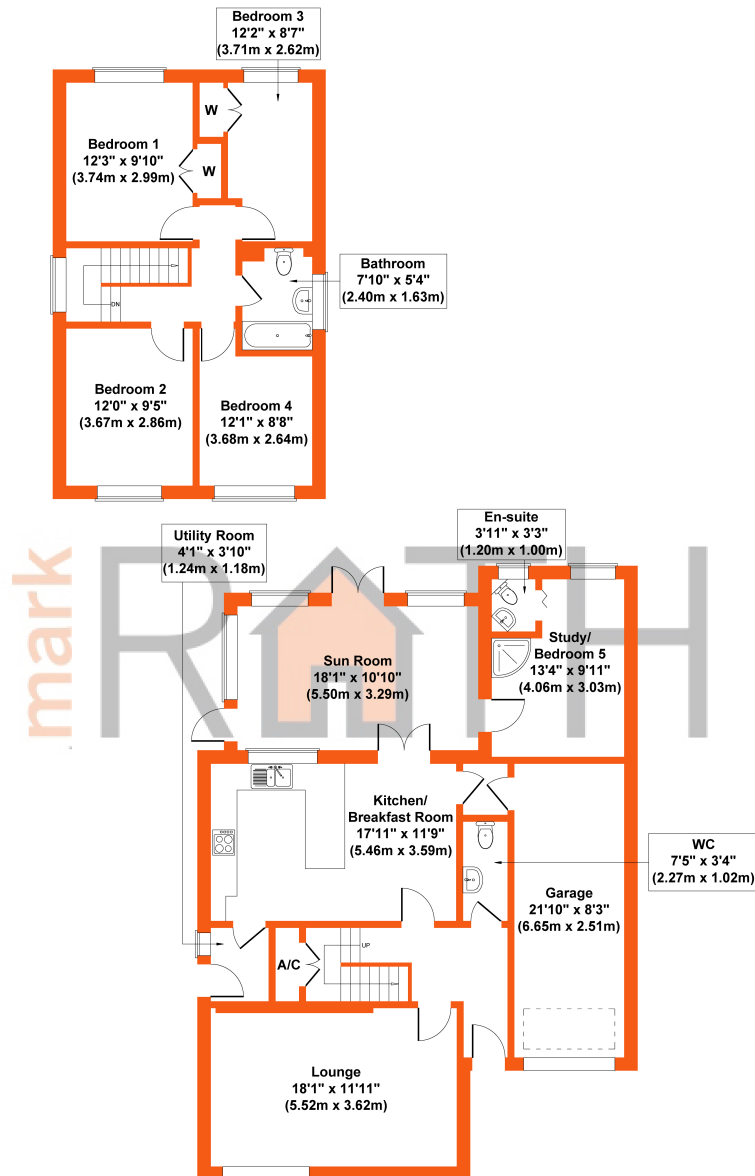 Bedroom 3
12'2" x 8'7"
(3.71m x 2.62m)
W
Bedroom 1
12'3" x 9'10"
(3.74m x 2.99m)
W
Bathroom
7'10" x 5'4"
(2.40m x 1.63m)
DN
Bedroom 2
12'0" x 9'5"
(3.67m x 2.86m)
Bedroom 4
12'1" x 8'8"
(3.68m x 2.64m)
En-suite
3'11" x 3'3"
(1.20m x 1.00m)
Utility Room
4'1" x 3'10"
(1.24m x 1.18m)
.mark
RATH
Sun Room
18'1" x 10'10"
(5.50m x 3.29m)
Study/
Bedroom 5
13'4" x 9'11"
(4.06m x 3.03m)
Kitchen/
Breakfast Room
17'11" x 11'9"
(5.46m x 3.59m)
WC
7'5" x 3'4"
(2.27m x 1.02m)
Garage
21'10" x 8'3"
(6.65m x 2.51m)
UP
A/C
Lounge
18'1" x 11'11"
(5.52m x 3.62m)